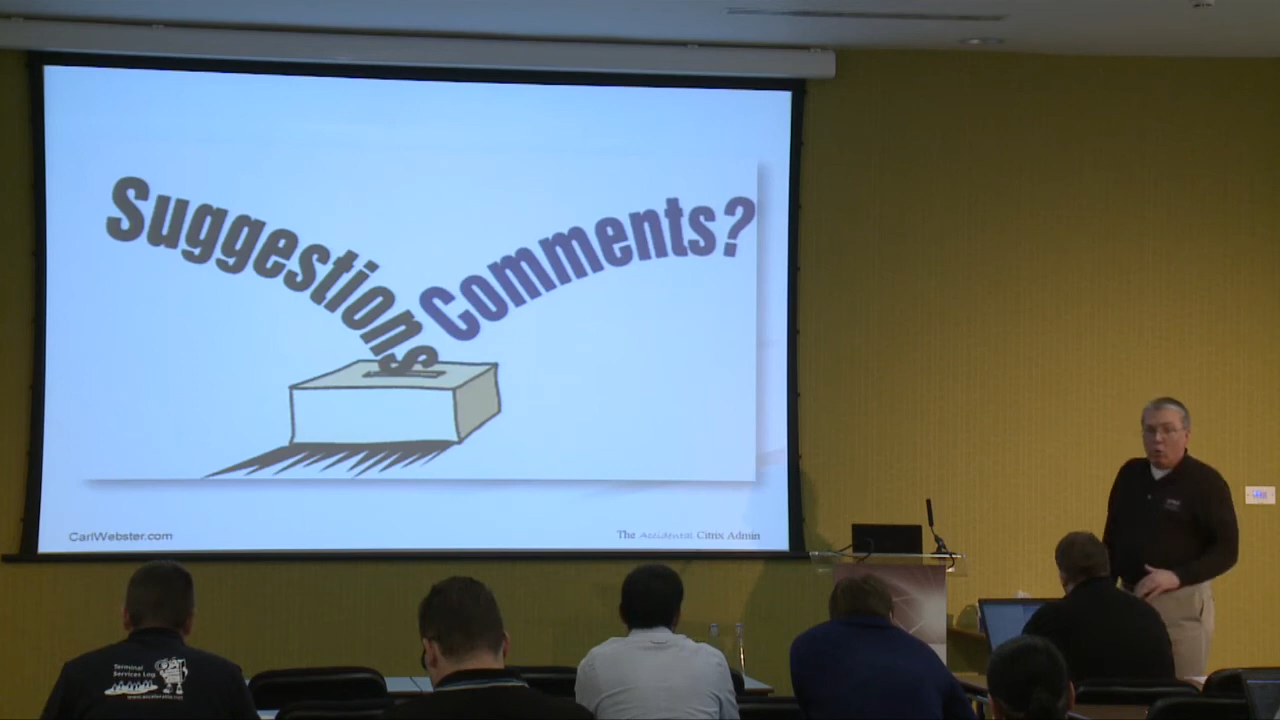 Suggestions
Comments?
CarlWebster.com
The Accidental Citrix Admin
Terminal
Services Log